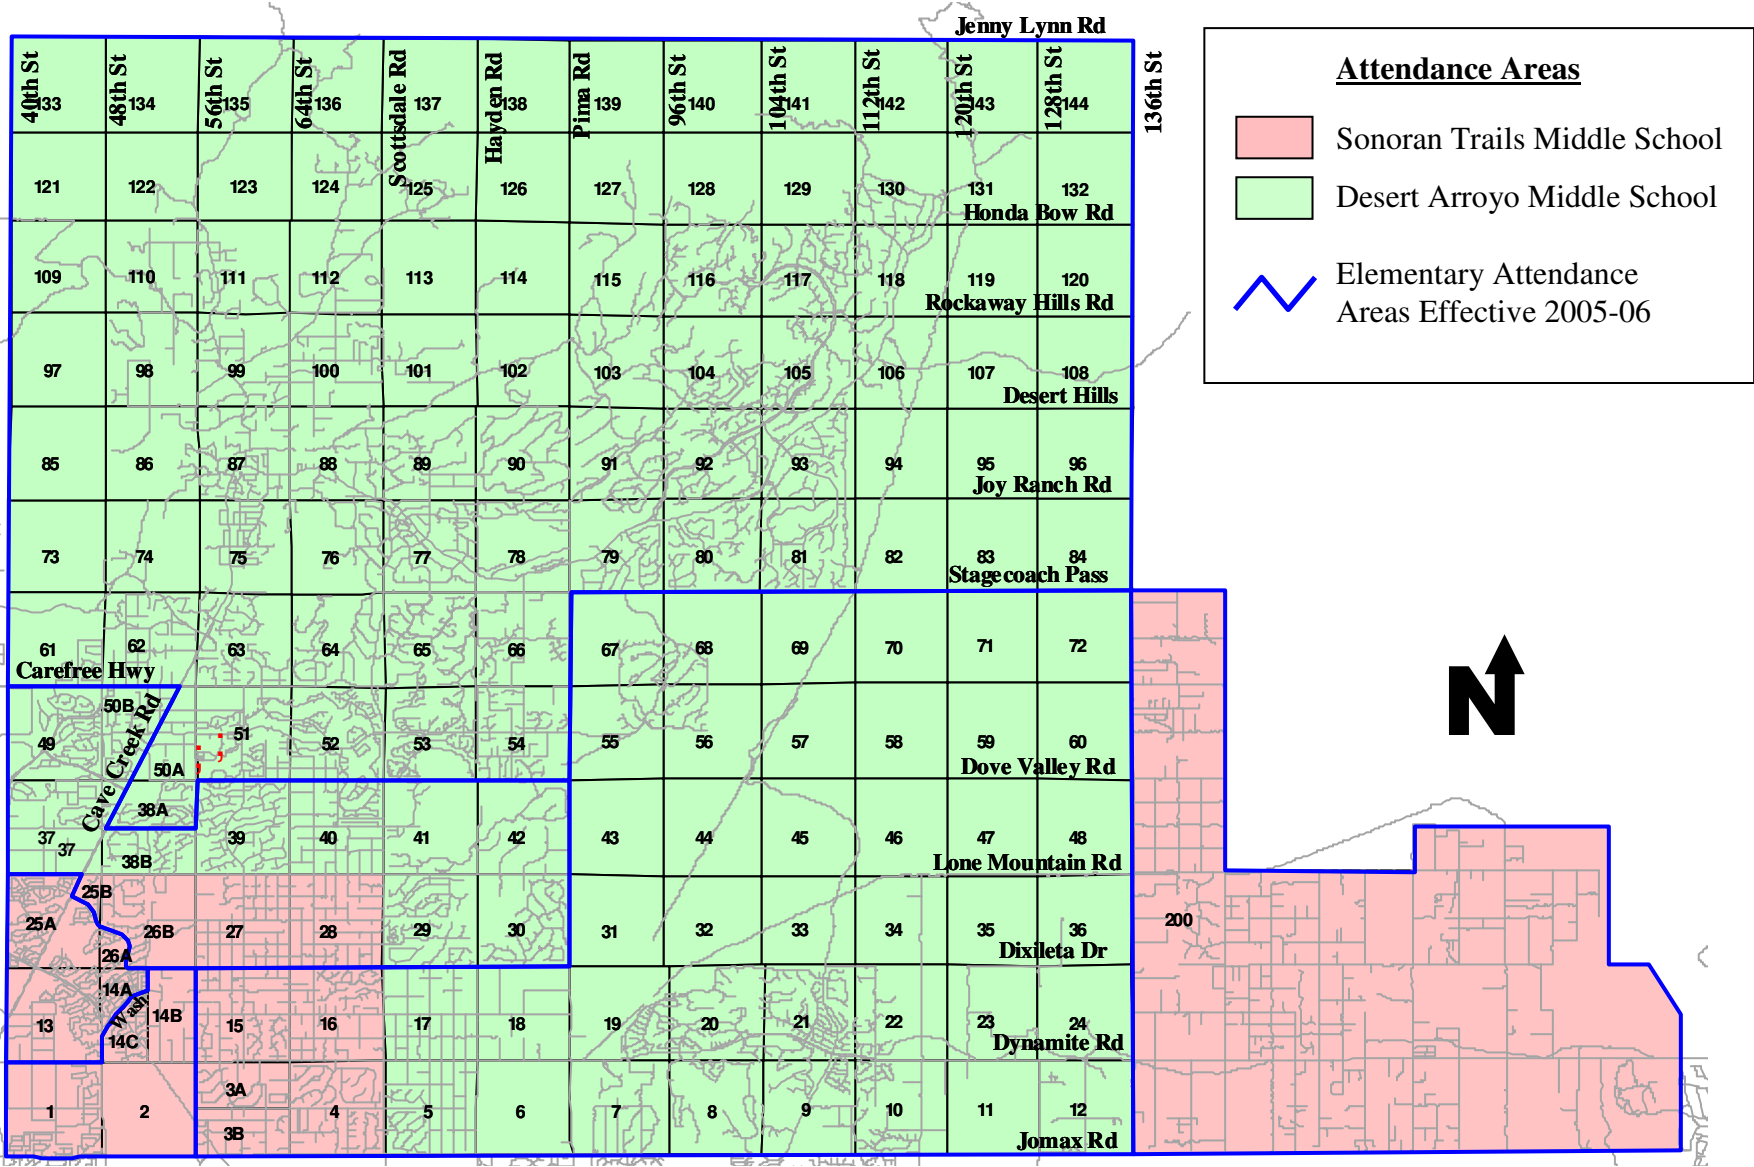 Jenny Lynn Rd
40th St
48th St
56th St
64th St
Scottsdale Rd
Hayden Rd
Pima Rd
96th St
104th St
112th St
120th St
128th St
136th St
133 134 135 136 137 138 139 140 141 142 143 144
121 122 123 124 125 126 127 128 129 130 131 132
Honda Bow Rd
109 110 111 112 113 114 115 116 117 118 119 120
Rockaway Hills Rd
97 98 99 100 101 102 103 104 105 106 107 108
Desert Hills
85 86 87 88 89 90 91 92 93 94 95 96
Joy Ranch Rd
73 74 75 76 77 78 79 80 81 82 83 84
Stagecoach Pass
61 62 63 64 65 66 67 68 69 70 71 72
Carefree Hwy
50B
Cave Creek Rd
49 50A 51 52 53 54 55 56 57 58 59 60
Dove Valley Rd
38A
37 37 38B 39 40 41 42 43 44 45 46 47 48
Lone Mountain Rd
25B
25A 26B 27 28 29 30 31 32 33 34 35 36
200
26A
Dixileta Dr
14A
Wash
13 14B 15 16 17 18 19 20 21 22 23 24
14C
Dynamite Rd
3A
1 2 4 5 6 7 8 9 10 11 12
3B
Jomax Rd
Attendance Areas
Sonoran Trails Middle School
Desert Arroyo Middle School
Elementary Attendance
Areas Effective 2005-06
N